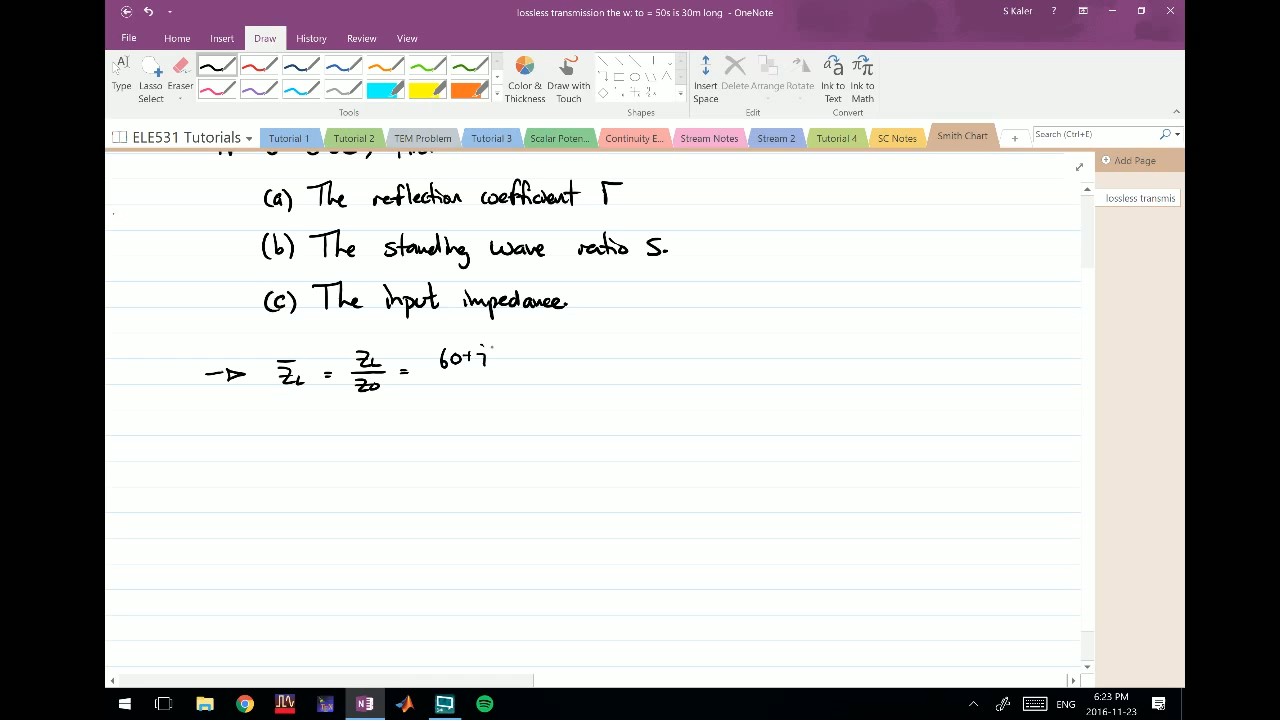 lossless transmission the w: to = 50s is 30m long - OneNote
S Kaler ?
File Home Insert Draw History Review View
Type Lasso Select Eraser Color & Thickness Draw with Touch Insert Space Delete Arrange Rotate Ink to Text Ink to Math
Tools Shapes Edit Convert
ELE531 Tutorials Tutorial 1 Tutorial 2 TEM Problem Tutorial 3 Scalar Poten... Continuity E... Stream Notes Stream 2 Tutorial 4 SC Notes Smith Chart Search (Ctrl+E)
Add Page
lossless transmis
(a) The reflection coefficient Γ
(b) The standing wave ratio S.
(c) The input impedance.
→ z̄L = ZL/Z0 = 60+j
ENG 6:23 PM
2016-11-23